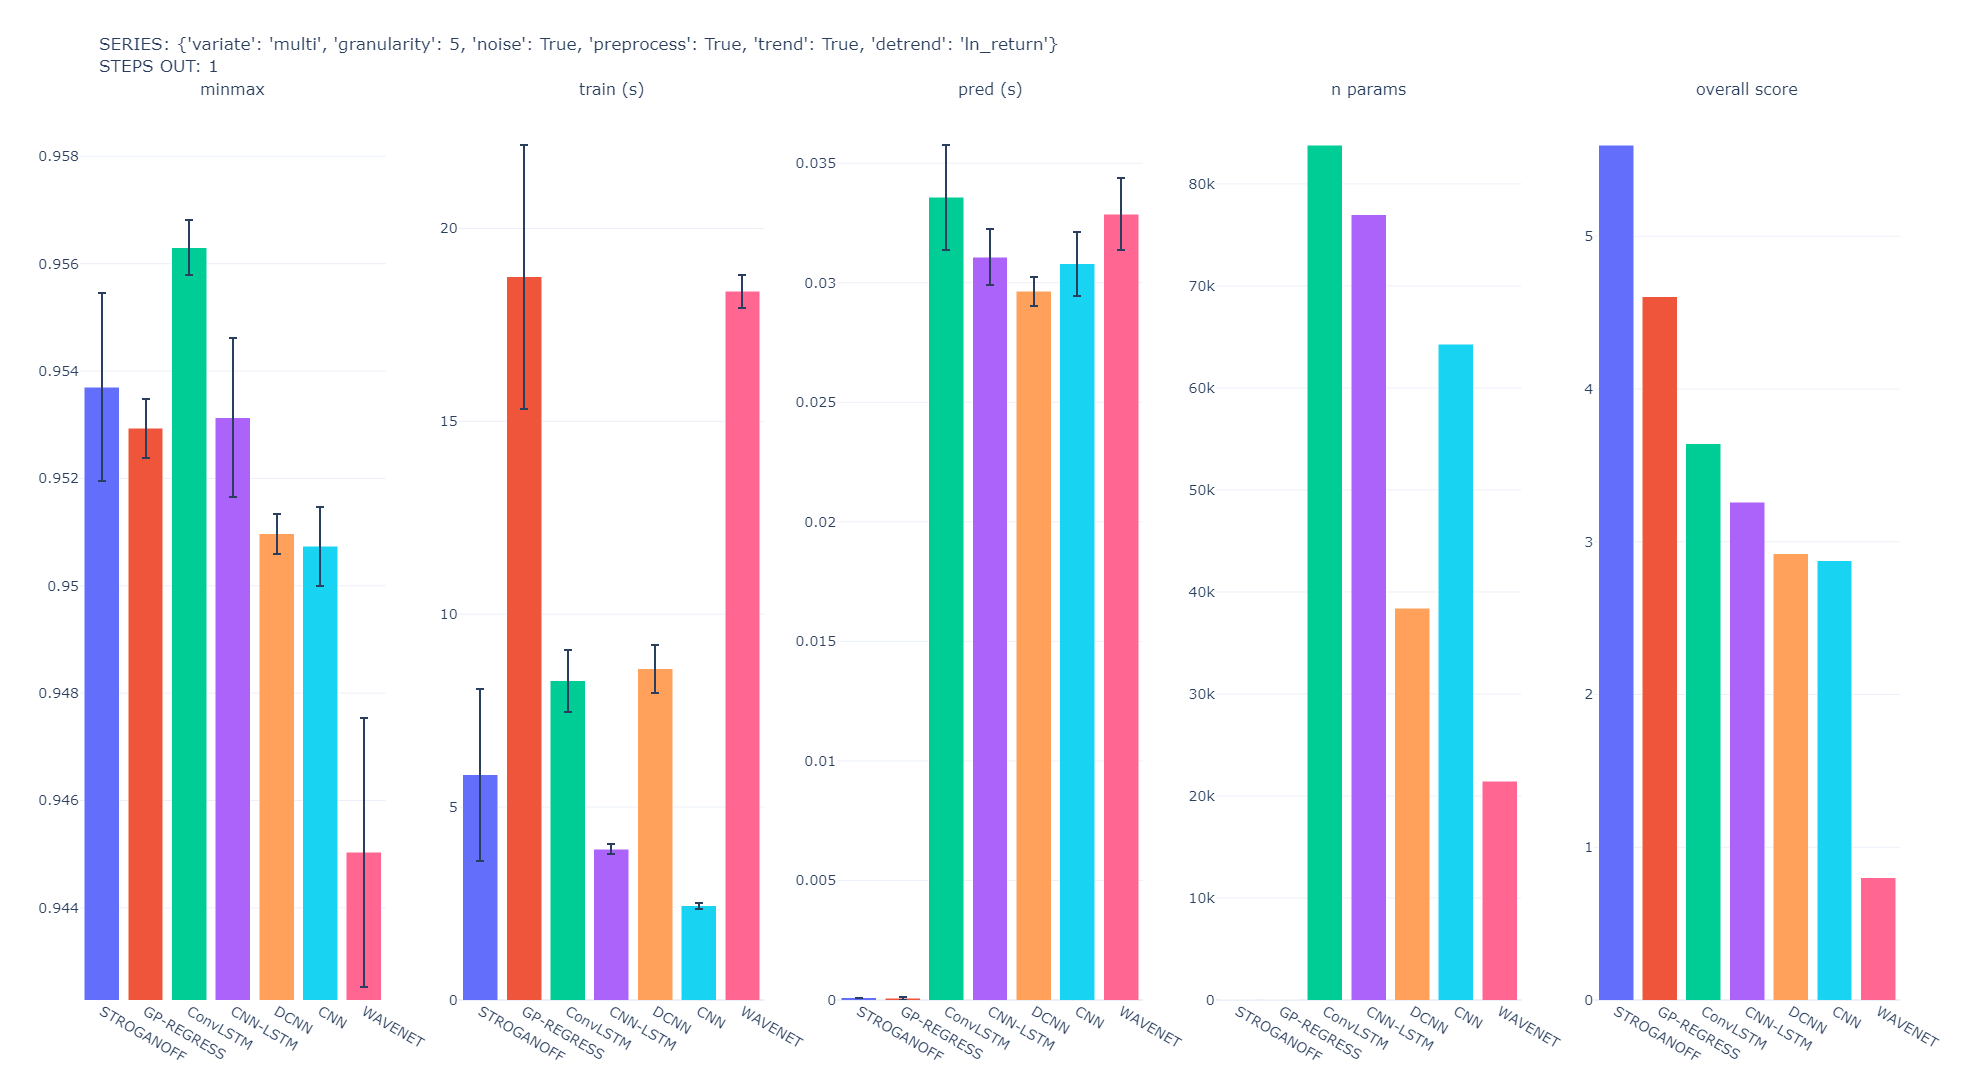 SERIES: {'variate': 'multi', 'granularity': 5, 'noise': True, 'preprocess': True, 'trend': True, 'detrend': 'ln_return'}
STEPS OUT: 1
minmax
0.958
0.956
0.954
0.952
0.95
0.948
0.946
0.944
STROGANOFF
GP-REGRESS
ConvLSTM
CNN-LSTM
DCNN
CNN
WAVENET
train (s)
20
15
10
5
0
STROGANOFF
GP-REGRESS
ConvLSTM
CNN-LSTM
DCNN
CNN
WAVENET
pred (s)
0.035
0.03
0.025
0.02
0.015
0.01
0.005
0
STROGANOFF
GP-REGRESS
ConvLSTM
CNN-LSTM
DCNN
CNN
WAVENET
n params
80k
70k
60k
50k
40k
30k
20k
10k
0
STROGANOFF
GP-REGRESS
ConvLSTM
CNN-LSTM
DCNN
CNN
WAVENET
overall score
5
4
3
2
1
0
STROGANOFF
GP-REGRESS
ConvLSTM
CNN-LSTM
DCNN
CNN
WAVENET